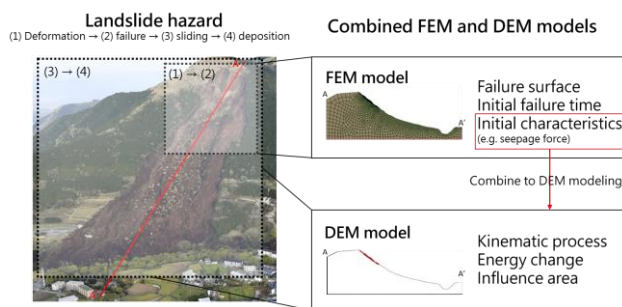 Landslide hazard
(1) Deformation → (2) failure → (3) sliding → (4) deposition
(3) → (4)
(1) → (2)
A
A'
Combined FEM and DEM models
FEM model
A
A'
Failure surface
Initial failure time
Initial characteristics
(e.g. seepage force)
Combine to DEM modeling
DEM model
A
A'
Kinematic process
Energy change
Influence area